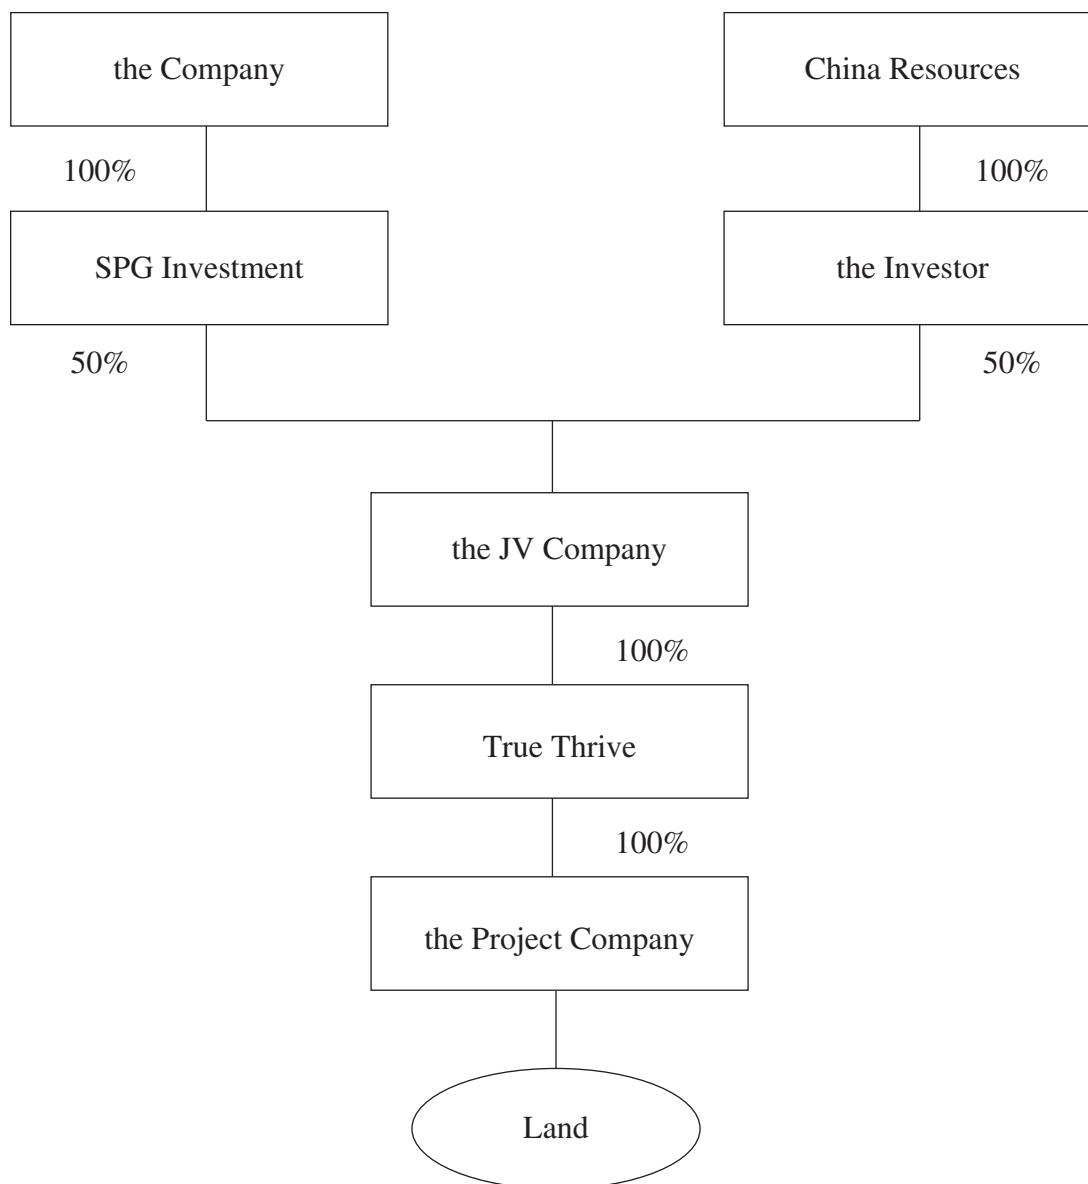 the Company
China Resources
100%
100%
SPG Investment
the Investor
50%
50%
the JV Company
100%
True Thrive
100%
the Project Company
Land